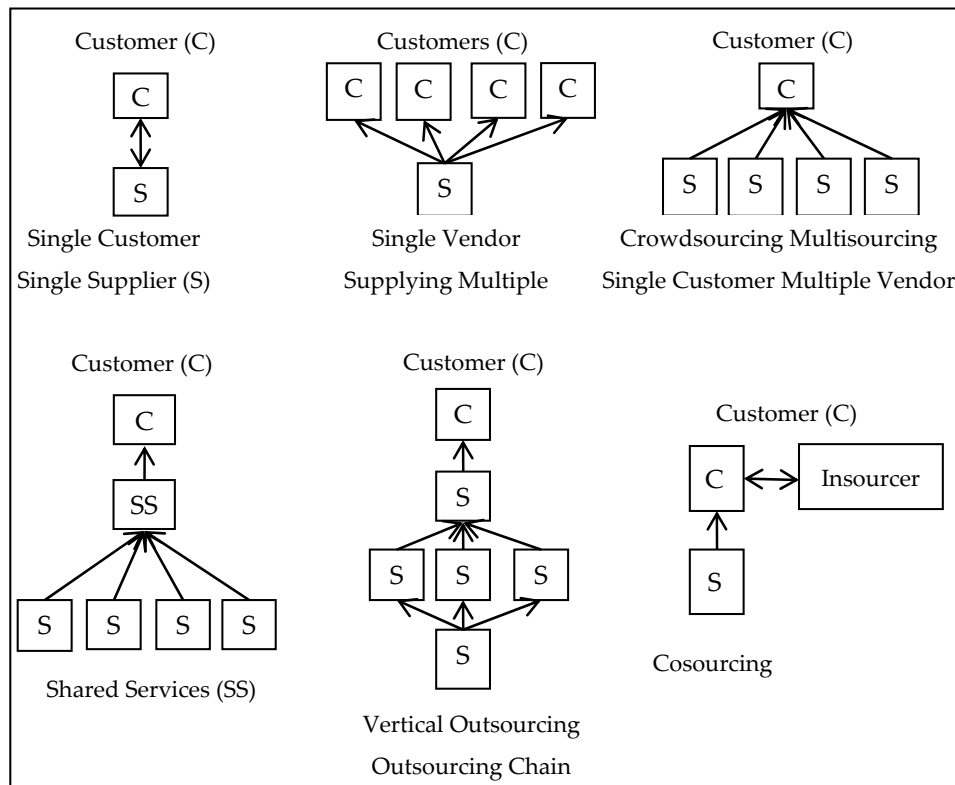 Customer (C)
C
S
Single Customer
Single Supplier (S)
Customers (C)
C C C C
S
Single Vendor
Supplying Multiple
Customer (C)
C
S S S S
Crowdsourcing Multisourcing
Single Customer Multiple Vendor
Customer (C)
C
SS
S S S S
Shared Services (SS)
Customer (C)
C
S
S S S
S
Vertical Outsourcing
Outsourcing Chain
Customer (C)
C Insourcer
S
Cosourcing